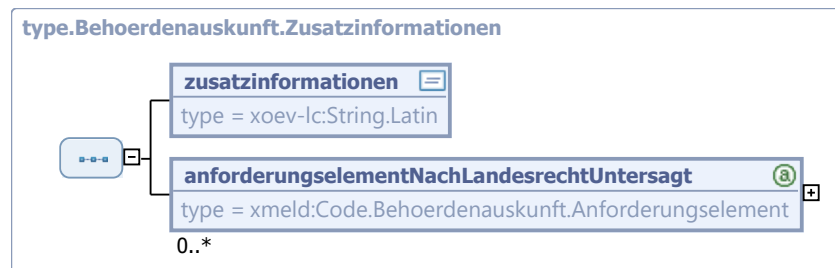 type.Behoerdenauskunft.Zusatzinformationen
zusatzinformationen
type = xoev-lc:String.Latin
anforderungselementNachLandesrechtUntersagt
type = xmeld:Code.Behoerdenauskunft.Anforderungselement
0..*